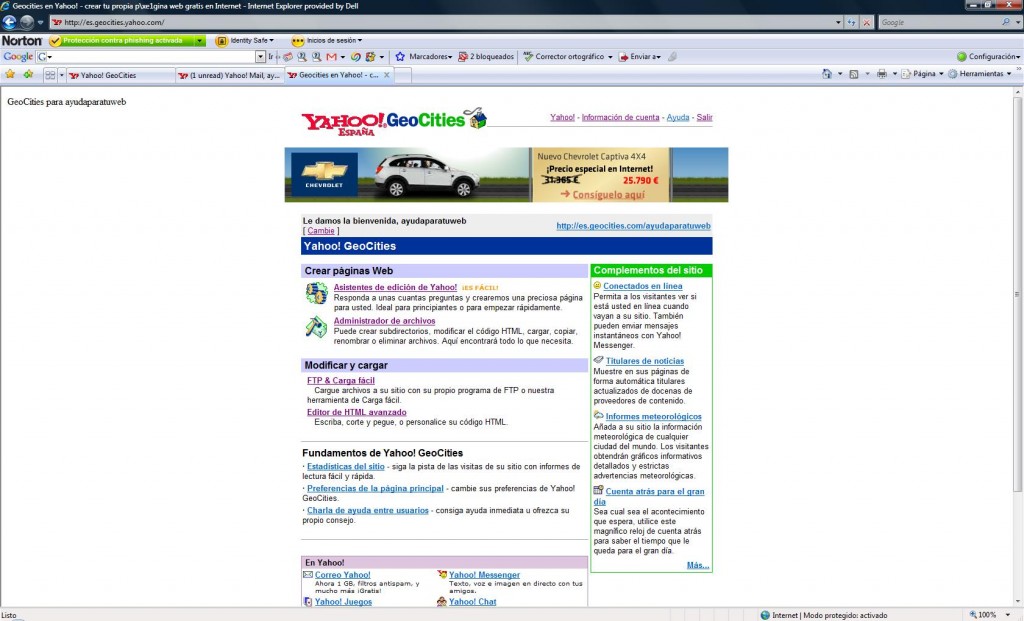 Geocities en Yahoo! - crear tu propia p\xe1gina web gratis en Internet - Internet Explorer provided by Dell
http://es.geocities.yahoo.com/
Google
Norton
Protección contra phishing activada
Identity Safe
Inicios de sesión
Google
G
Ir
Marcadores
2 bloqueados
Corrector ortográfico
Enviar a
Configuración
Yahoo! GeoCities
(1 unread) Yahoo! Mail, ay...
Geocities en Yahoo! - c...
Página
Herramientas
GeoCities para ayudaparatuweb
YAHOO! GeoCities
ESPAÑA
Yahoo! - Información de cuenta - Ayuda - Salir
CHEVROLET
Nuevo Chevrolet Captiva 4X4
¡Precio especial en Internet!
31.365 € 25.790 €
Consíguelo aquí
Le damos la bienvenida, ayudaparatuweb
[ Cambie ]
http://es.geocities.com/ayudaparatuweb
Yahoo! GeoCities
Crear páginas Web
Asistentes de edición de Yahoo! ¡ES FÁCIL!
Responda a unas cuantas preguntas y crearemos una preciosa página
para usted. Ideal para principiantes o para empezar rápidamente.
Administrador de archivos
Puede crear subdirectorios, modificar el código HTML, cargar, copiar,
renombrar o eliminar archivos. Aquí encontrará todo lo que necesita.
Modificar y cargar
FTP & Carga fácil
Cargue archivos a su sitio con su propio programa de FTP o nuestra
herramienta de Carga fácil.
Editor de HTML avanzado
Escriba, corte y pegue, o personalice su código HTML.
Fundamentos de Yahoo! GeoCities
· Estadísticas del sitio - siga la pista de las visitas de su sitio con informes de
lectura fácil y rápida.
· Preferencias de la página principal - cambie sus preferencias de Yahoo!
GeoCities.
· Charla de ayuda entre usuarios - consiga ayuda inmediata u ofrezca su
propio consejo.
En Yahoo!
Correo Yahoo!
Ahora 1 GB, filtros antispam, y
mucho más ¡Gratis!
Yahoo! Juegos
Yahoo! Messenger
Texto, voz e imagen en directo con tus
amigos.
Yahoo! Chat
Complementos del sitio
Conectados en línea
Permita a los visitantes ver si
está usted en línea cuando
vayan a su sitio. También
pueden enviar mensajes
instantáneos con Yahoo!
Messenger.
Titulares de noticias
Muestre en sus páginas de
forma automática titulares
actualizados de docenas de
proveedores de contenido.
Informes meteorológicos
Añada a su sitio la información
meteorológica de cualquier
ciudad del mundo. Los visitantes
obtendrán gráficos informativos
detallados y estrictas
advertencias meteorológicas.
Cuenta atrás para el gran
día
Sea cual sea el acontecimiento
que espera, utilice este
magnífico reloj de cuenta atrás
para saber el tiempo que le
queda para el gran día.
Más...
Listo
Internet | Modo protegido: activado
100%